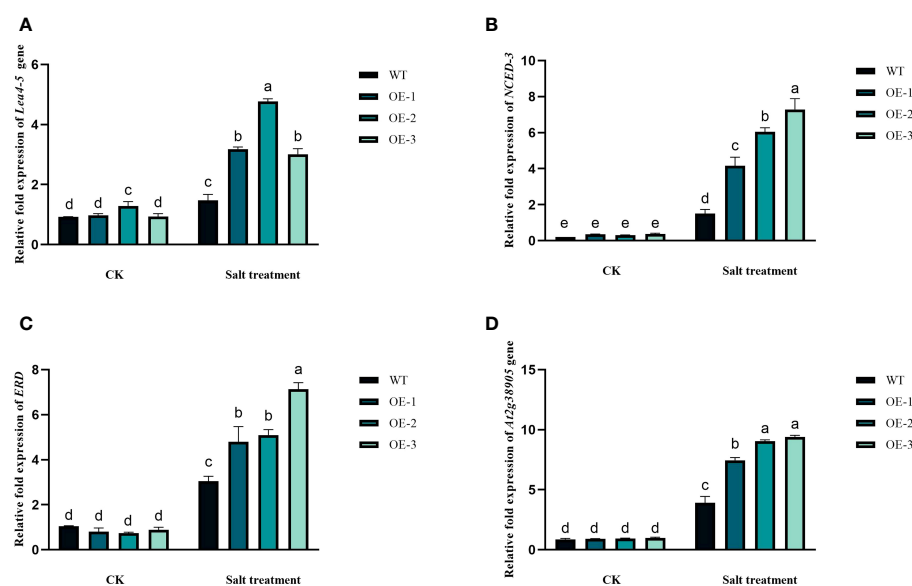 A
Relative fold expression of Lea4-5 gene
6
4
2
0
d d c d
c b a b
CK
Salt treatment
WT
OE-1
OE-2
OE-3
B
Relative fold expression of NCED-3
10
8
6
4
2
0
e e e e
d c b a
CK
Salt treatment
WT
OE-1
OE-2
OE-3
C
Relative fold expression of ERD
8
6
4
2
0
d d d d
c b b a
CK
Salt treatment
WT
OE-1
OE-2
OE-3
D
Relative fold expression of At2g38905 gene
15
10
5
0
d d d d
c b a a
CK
Salt treatment
WT
OE-1
OE-2
OE-3